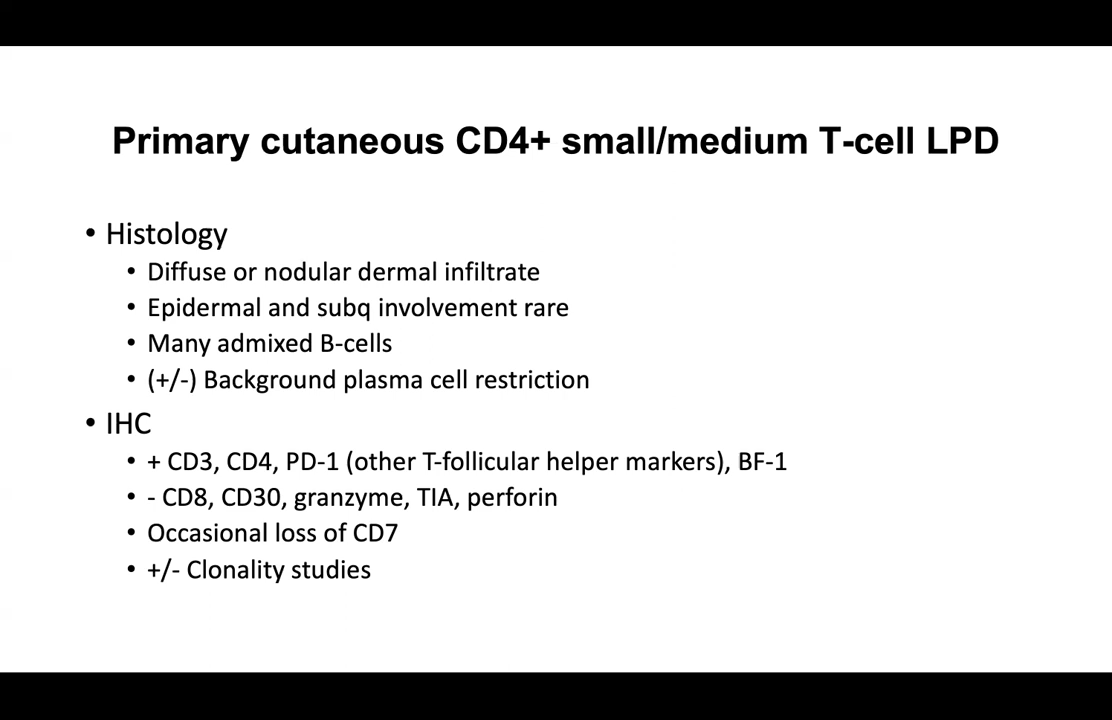 Primary cutaneous CD4+ small/medium T-cell LPD
• Histology
• Diffuse or nodular dermal infiltrate
• Epidermal and subq involvement rare
• Many admixed B-cells
• (+/-) Background plasma cell restriction
• IHC
• + CD3, CD4, PD-1 (other T-follicular helper markers), BF-1
• - CD8, CD30, granzyme, TIA, perforin
• Occasional loss of CD7
• +/- Clonality studies